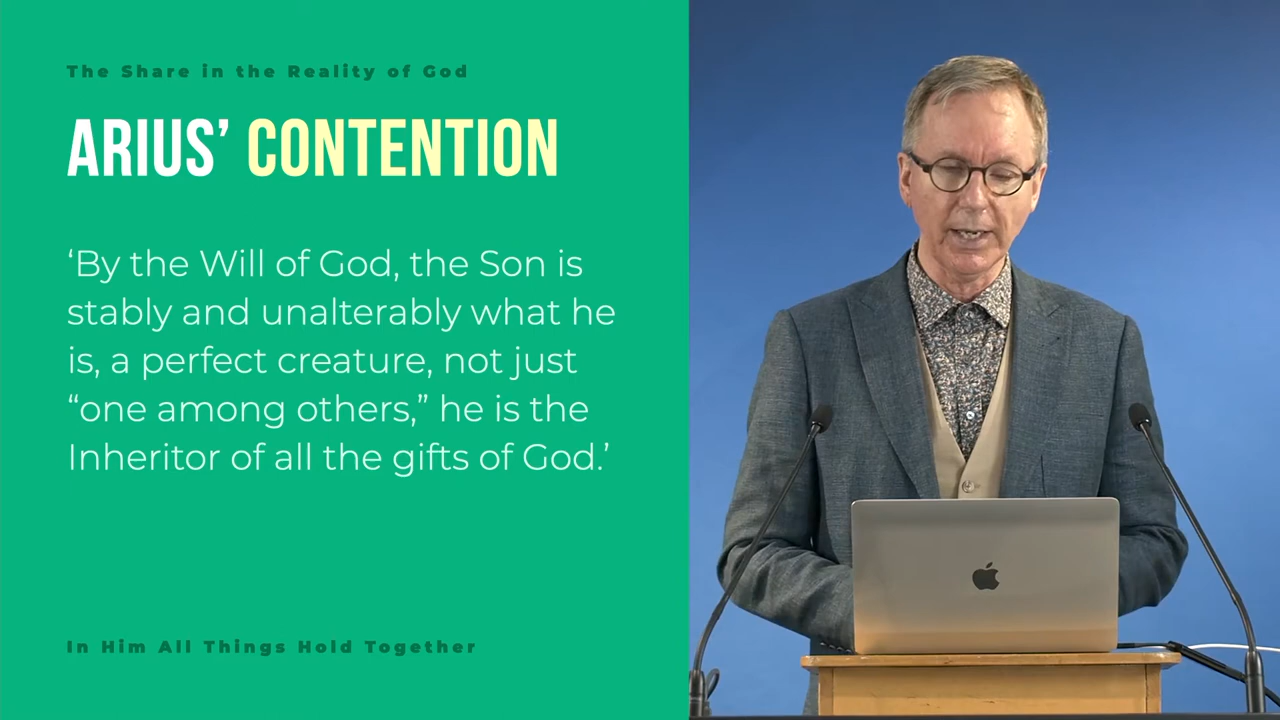 The Share in the Reality of God
ARIUS’ CONTENTION
‘By the Will of God, the Son is
stably and unalterably what he
is, a perfect creature, not just
“one among others,” he is the
Inheritor of all the gifts of God.’
In Him All Things Hold Together